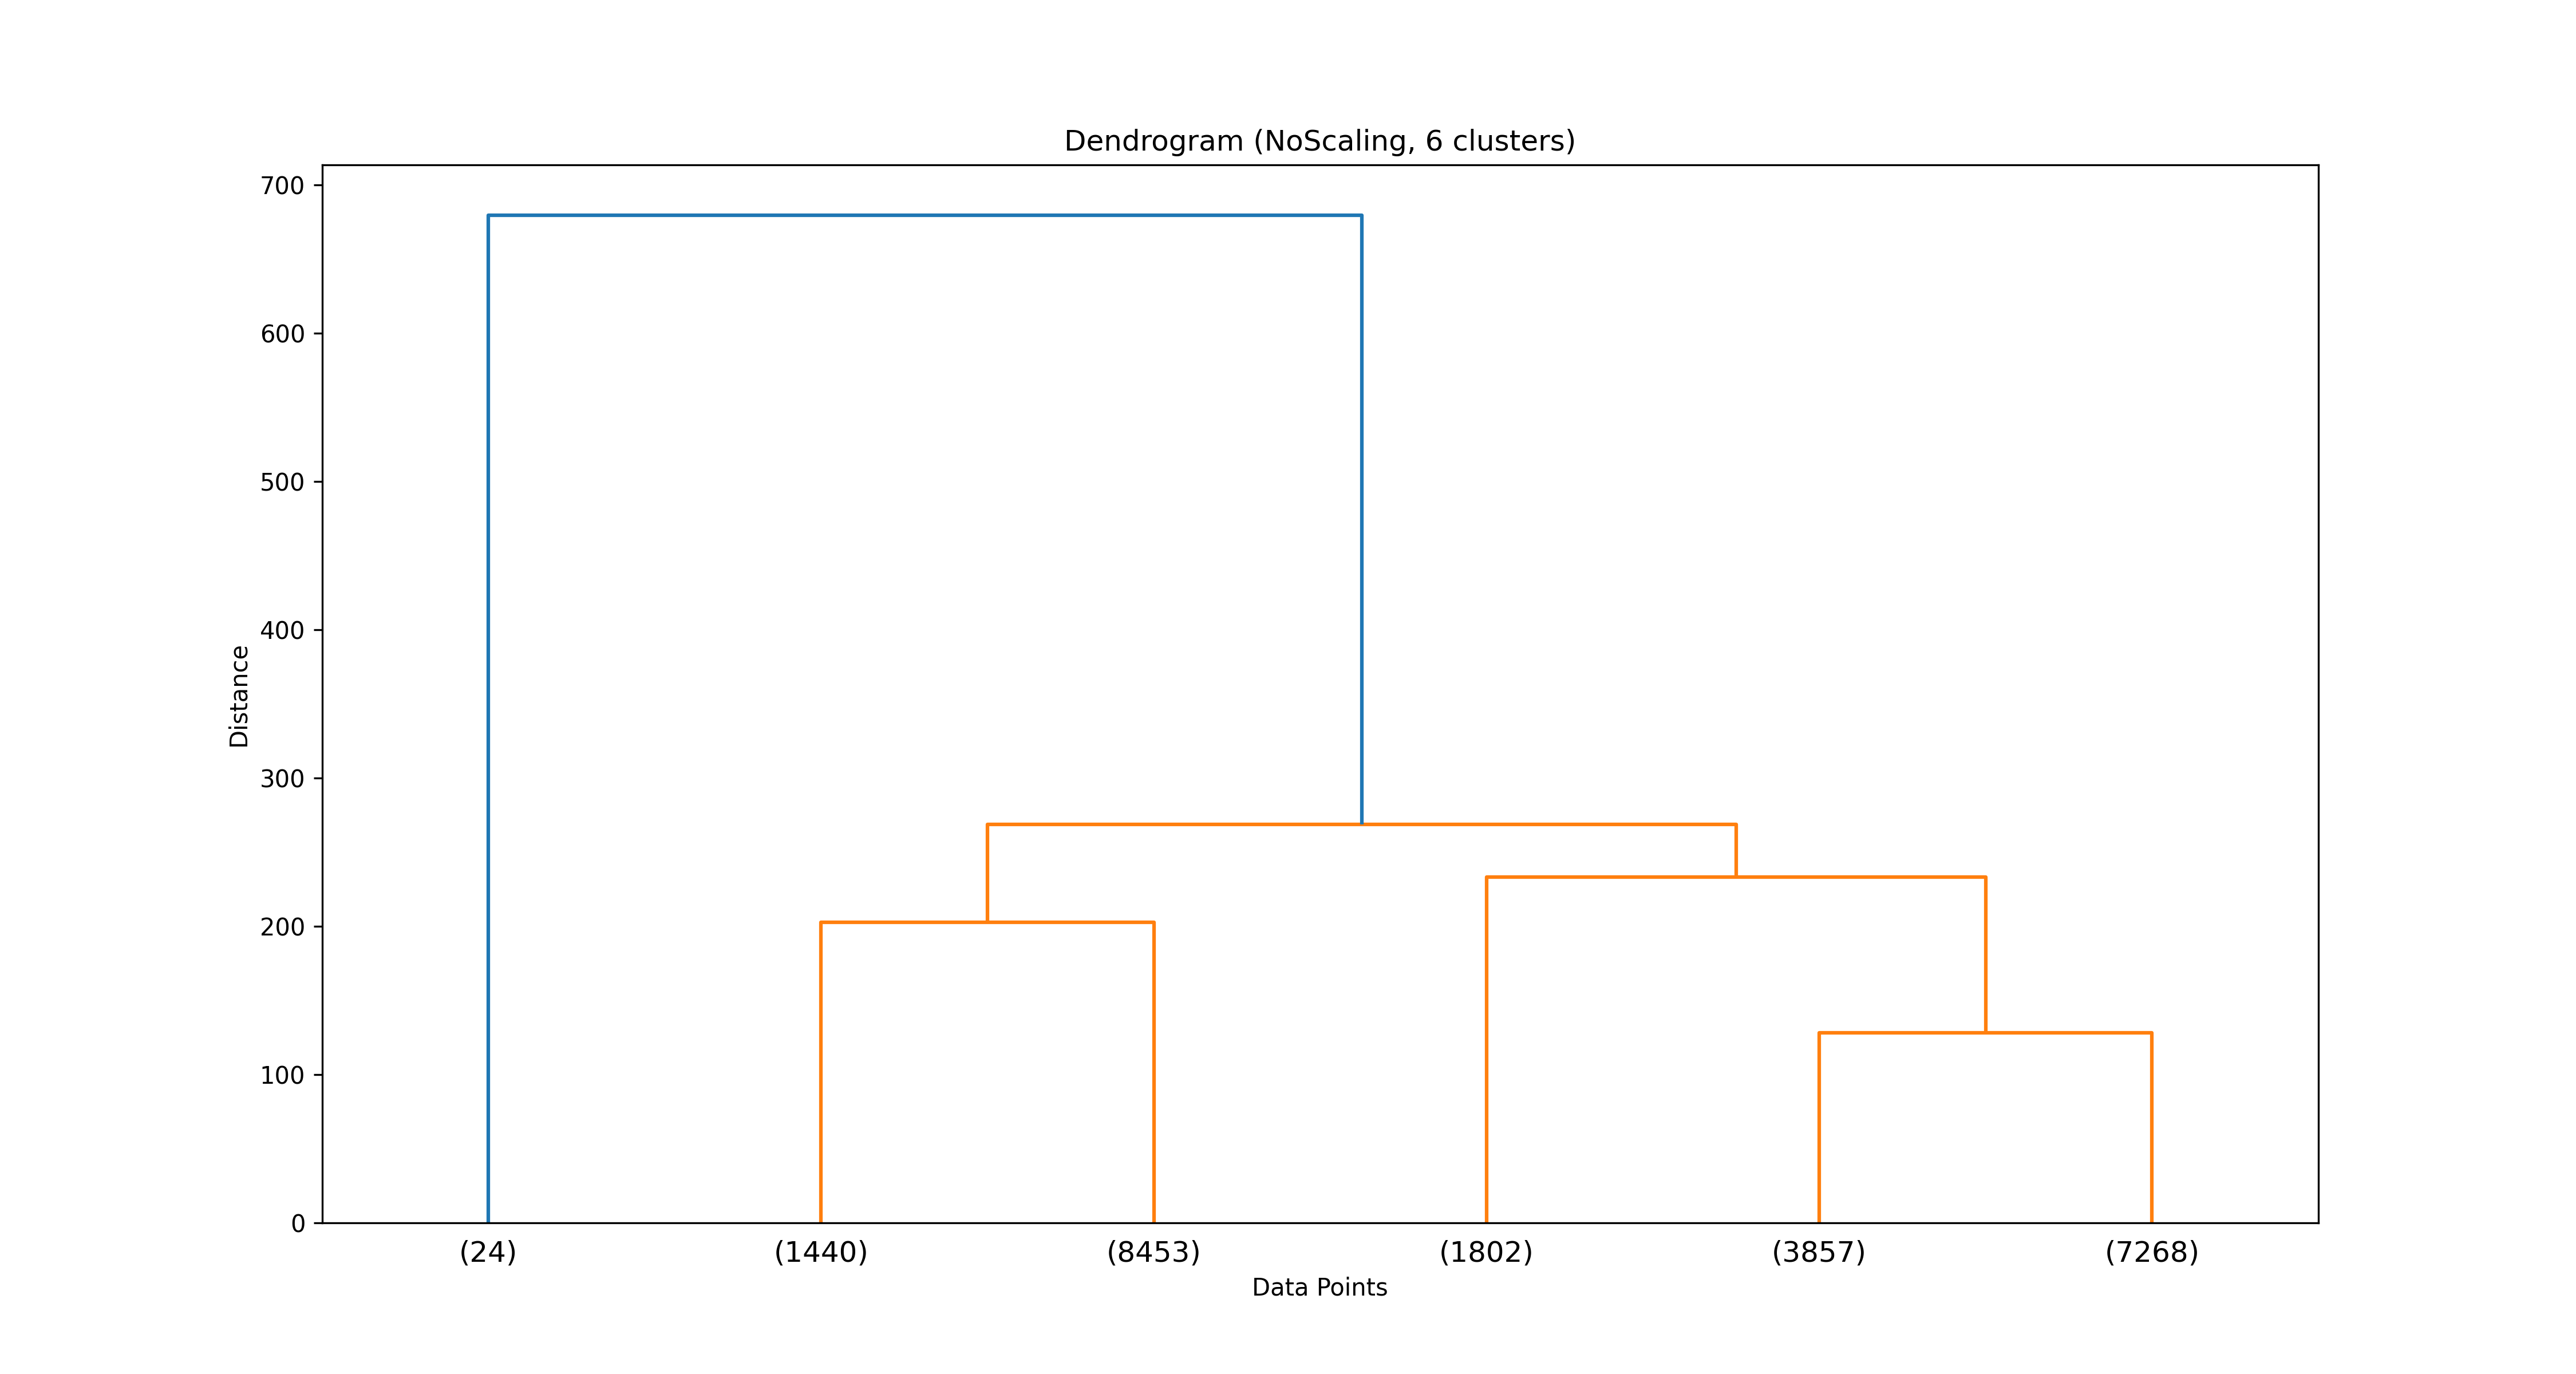 Dendrogram (NoScaling, 6 clusters)
700
600
500
400
300
200
100
0
Distance
(24) (1440) (8453) (1802) (3857) (7268)
Data Points